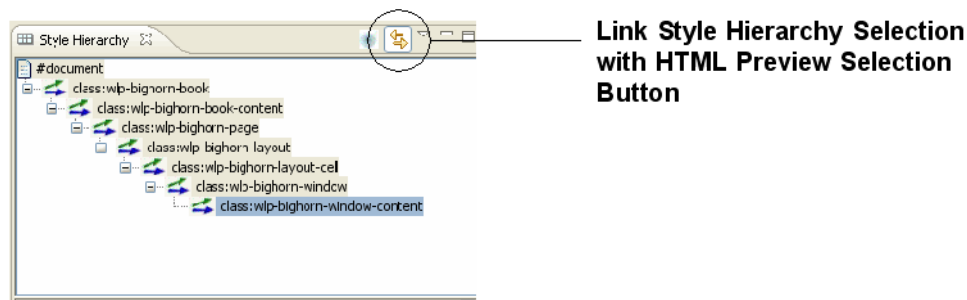 Style Hierarchy
Link Style Hierarchy Selection
with HTML Preview Selection
Button
#document
class:wlp-bighorn-book
class:wlp-bighorn-book-content
class:wlp-bighorn-page
class:wlp-bighorn-layout
class:wlp-bighorn-layout-cell
class:wlp-bighorn-window
class:wlp-bighorn-window-content